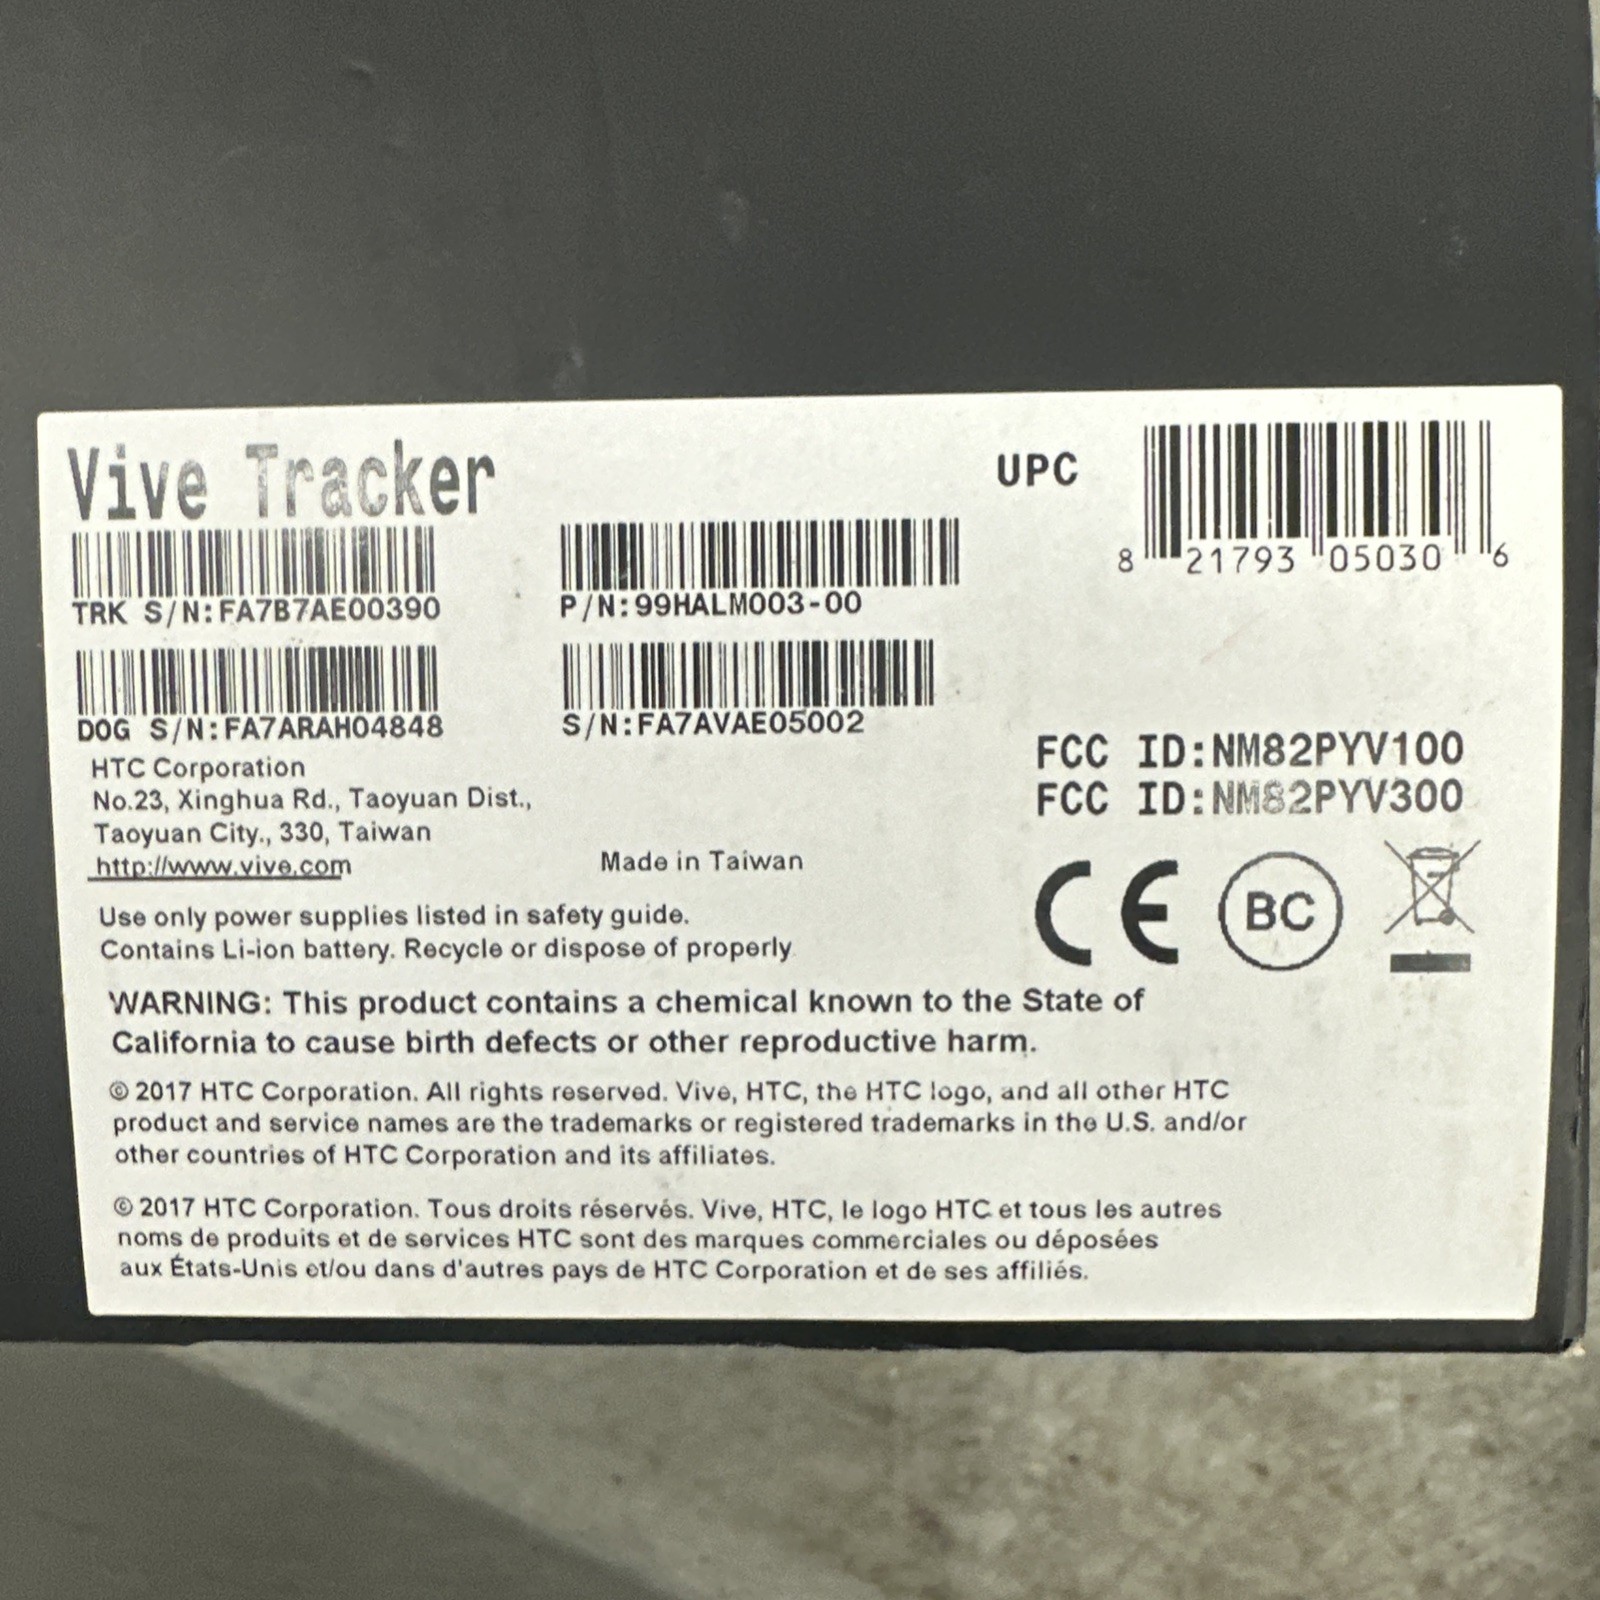 Vive Tracker
UPC
8 21793 05030 6
TRK S/N:FA7B7AE00390
P/N:99HALM003-00
DOG S/N:FA7ARAH04848
S/N:FA7AVAE05002
HTC Corporation
No.23, Xinghua Rd., Taoyuan Dist.,
Taoyuan City., 330, Taiwan
http://www.vive.com
Made in Taiwan
FCC ID:NM82PYV100
FCC ID:NM82PYV300
CE
BC
Use only power supplies listed in safety guide.
Contains Li-ion battery. Recycle or dispose of properly
WARNING: This product contains a chemical known to the State of
California to cause birth defects or other reproductive harm.
© 2017 HTC Corporation. All rights reserved. Vive, HTC, the HTC logo, and all other HTC
product and service names are the trademarks or registered trademarks in the U.S. and/or
other countries of HTC Corporation and its affiliates.
© 2017 HTC Corporation. Tous droits réservés. Vive, HTC, le logo HTC et tous les autres
noms de produits et de services HTC sont des marques commerciales ou déposées
aux États-Unis et/ou dans d'autres pays de HTC Corporation et de ses affiliés.